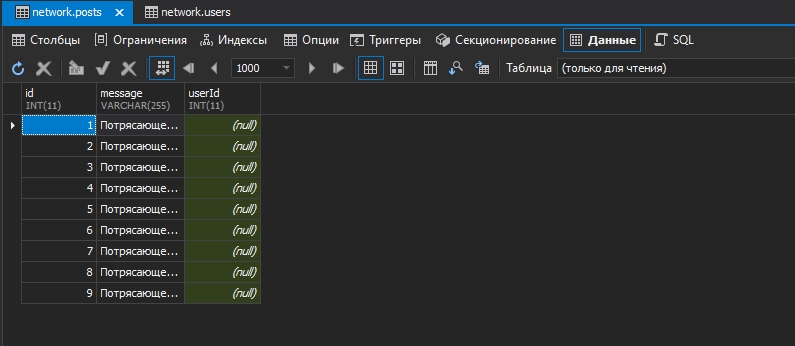 network.posts network.users
Столбцы Ограничения Индексы Опции Триггеры Секционирование Данные SQL
1000 Таблица (только для чтения)
id message userId
INT(11) VARCHAR(255) INT(11)
1 Потрясающе... (null)
2 Потрясающе... (null)
3 Потрясающе... (null)
4 Потрясающе... (null)
5 Потрясающе... (null)
6 Потрясающе... (null)
7 Потрясающе... (null)
8 Потрясающе... (null)
9 Потрясающе... (null)